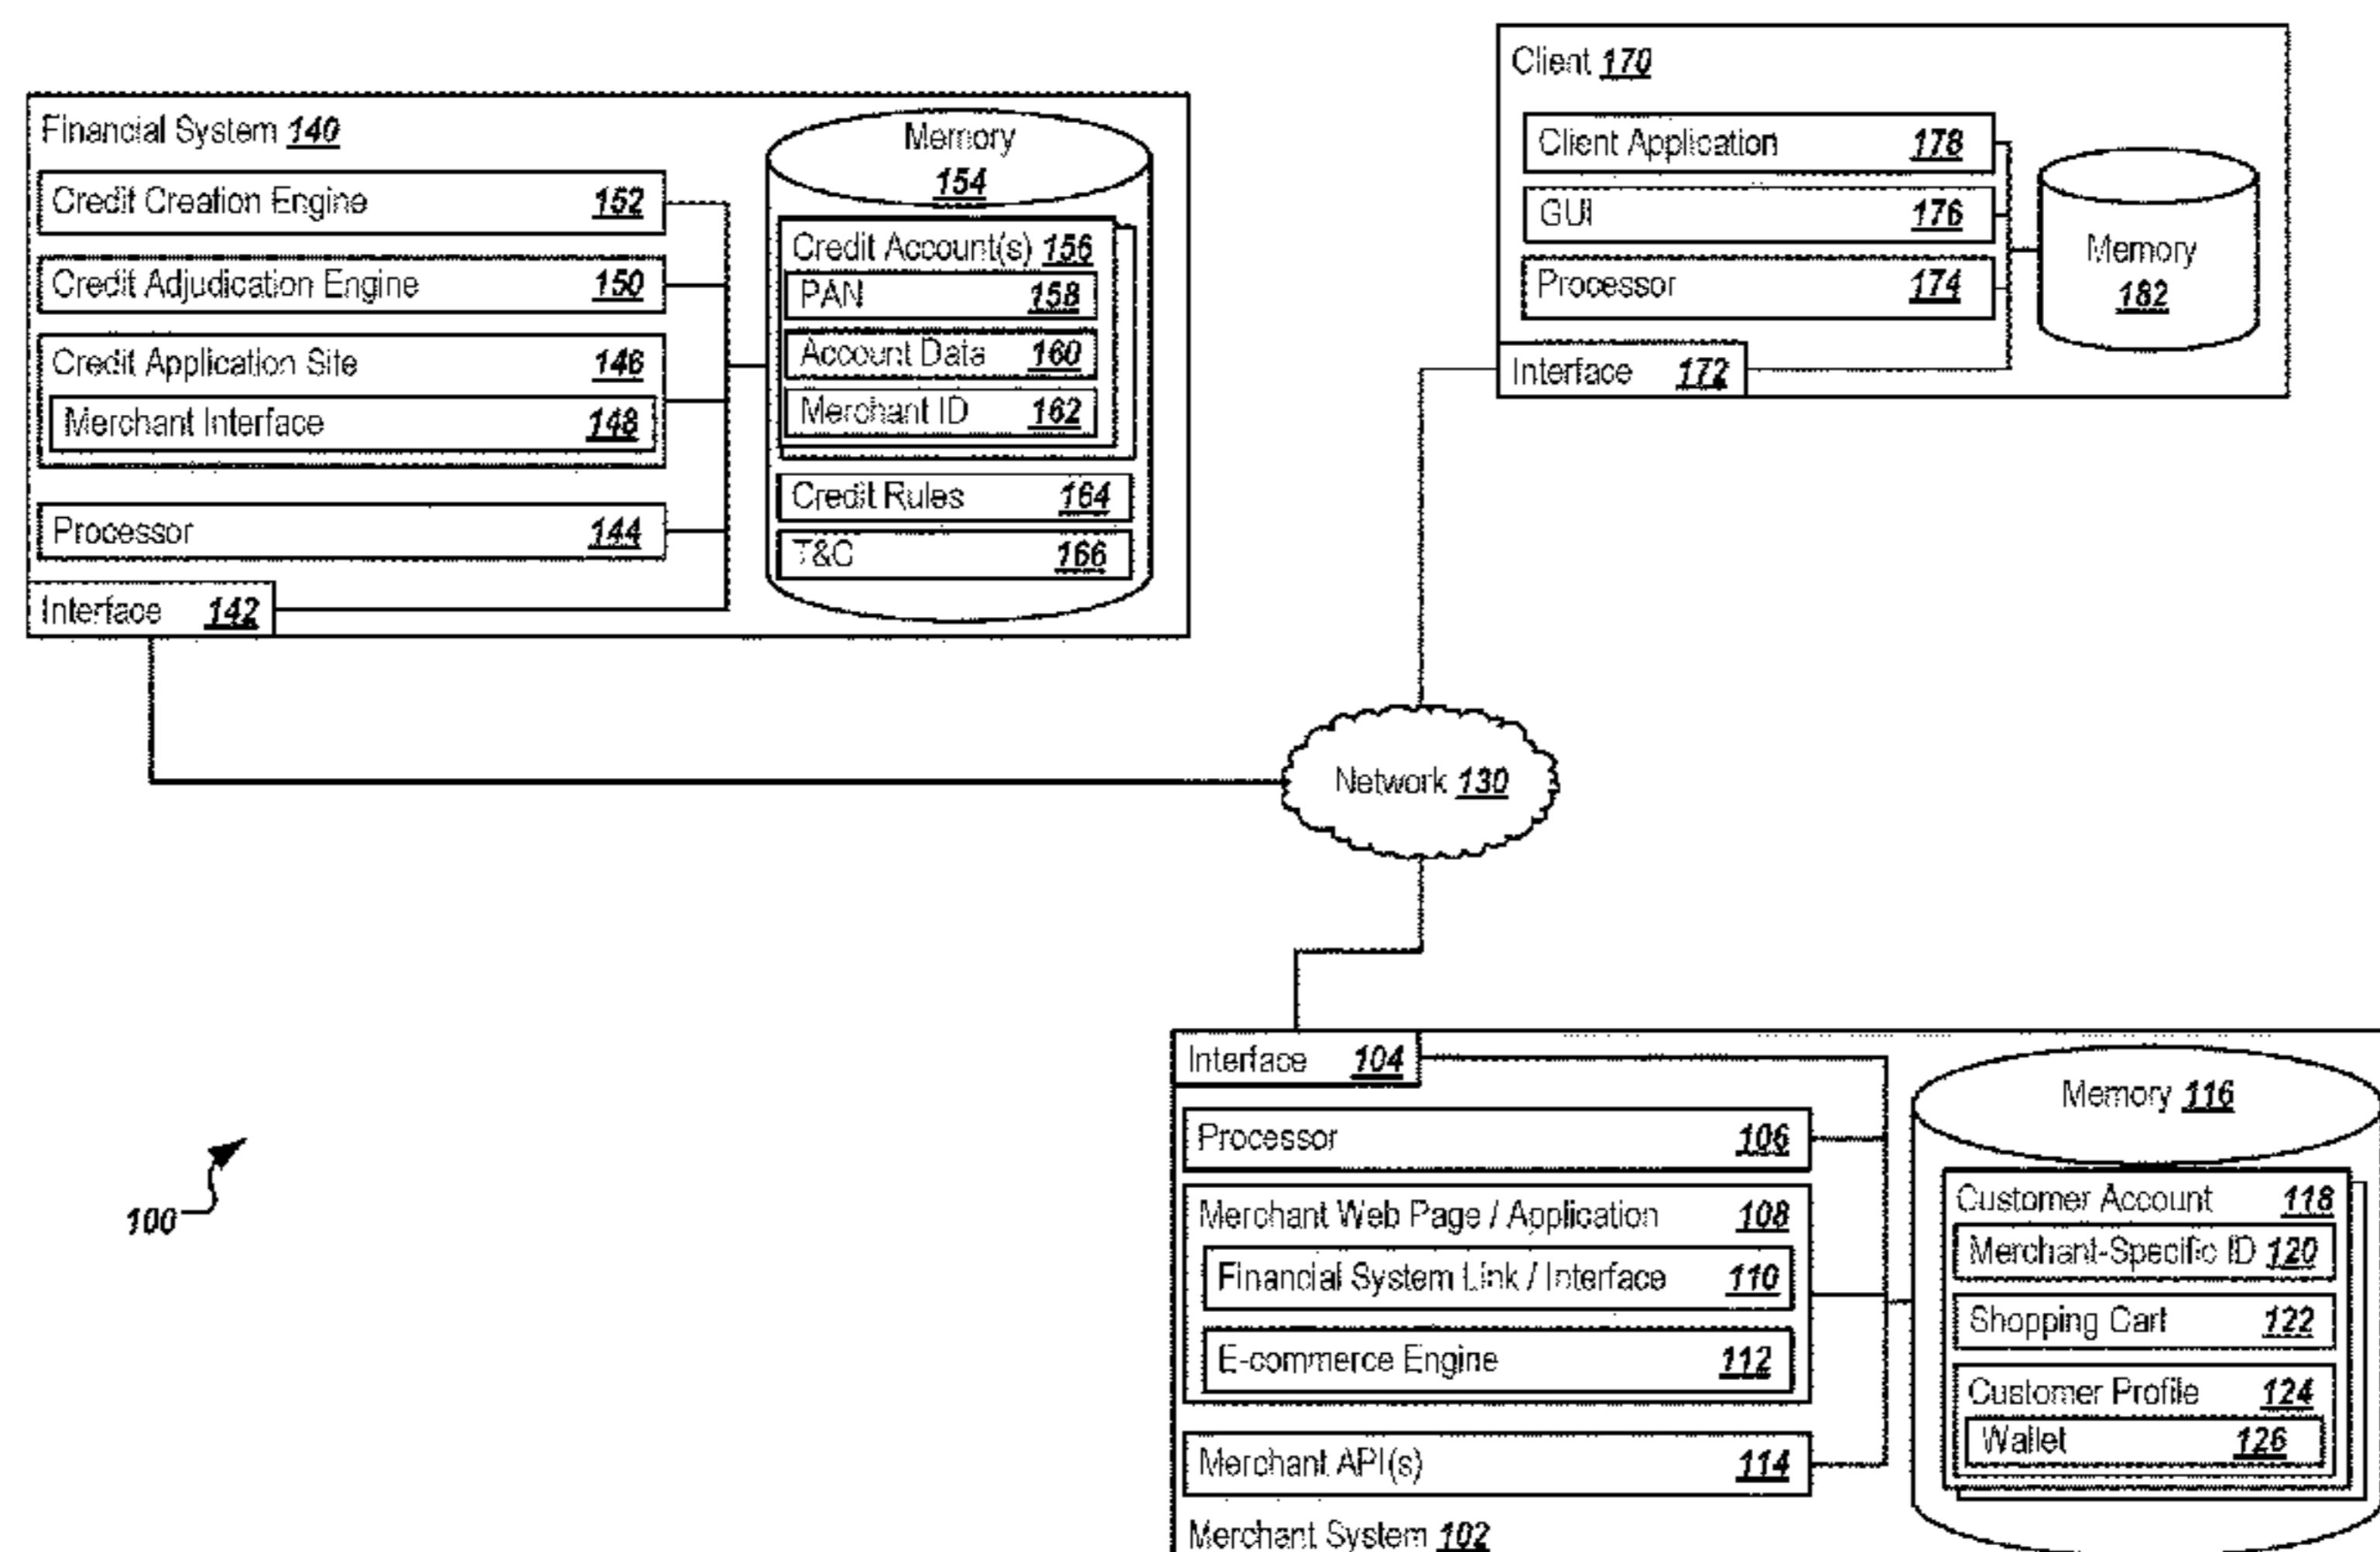 Financial System 140
Credit Creation Engine 152
Credit Adjudication Engine 150
Credit Application Site 146
Merchant Interface 148
Processor 144
Interface 142
Memory
154
Credit Account(s) 156
PAN 158
Account Data 160
Merchant ID 162
Credit Rules 164
T&C 166
Client 170
Client Application 178
GUI 176
Processor 174
Interface 172
Memory
182
Network 130
100
Interface 104
Processor 106
Merchant Web Page / Application 108
Financial System Link / Interface 110
E-commerce Engine 112
Merchant API(s) 114
Merchant System 102
Memory 116
Customer Account 118
Merchant-Specific ID 120
Shopping Cart 122
Customer Profile 124
Wallet 126